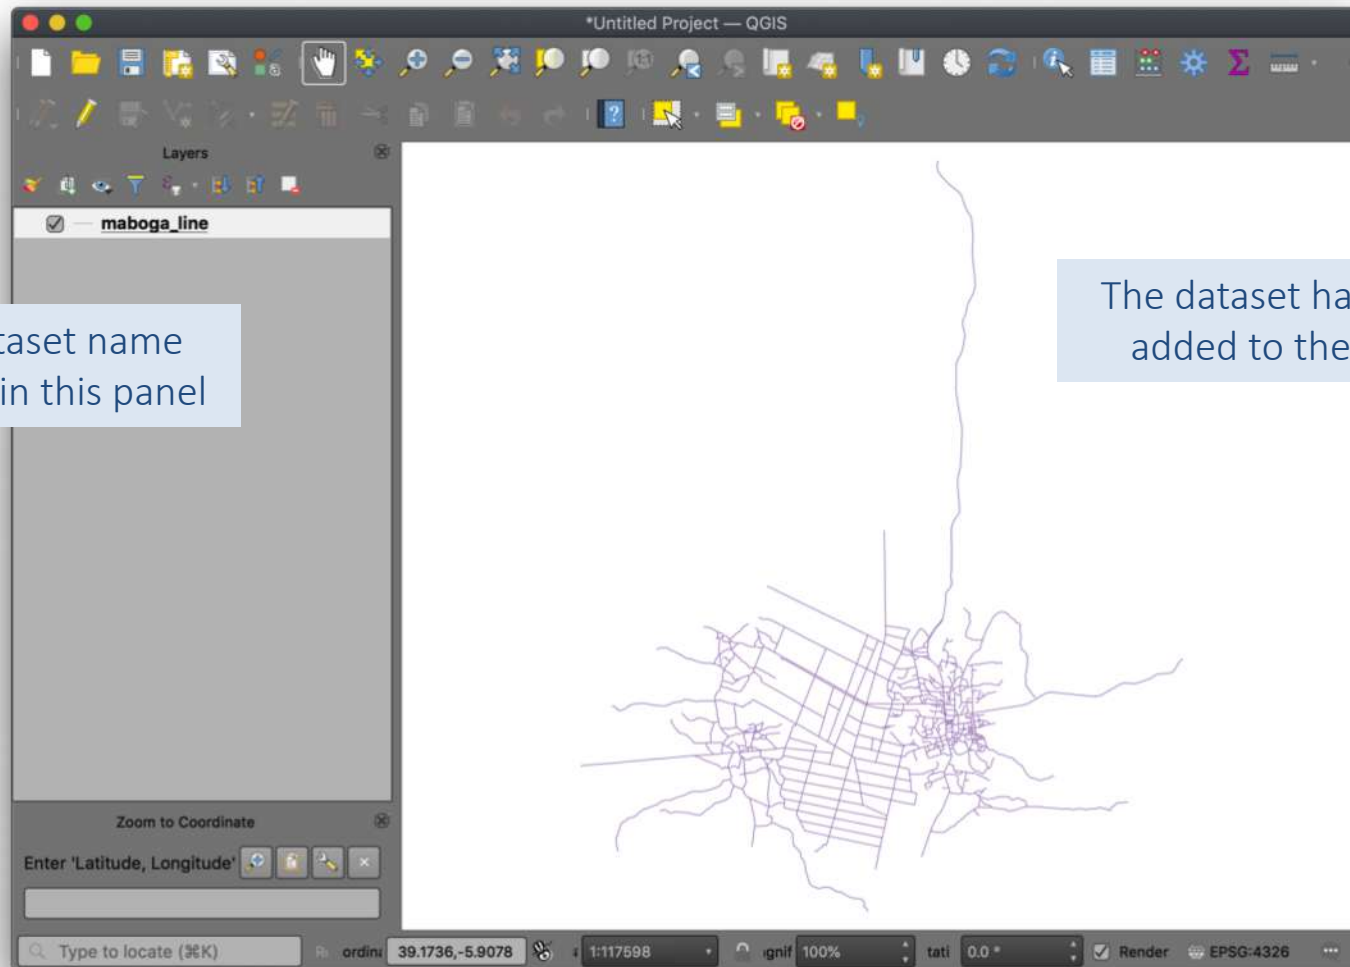 *Untitled Project — QGIS
Layers
maboga_line
taset name
in this panel
The dataset ha
added to the
Zoom to Coordinate
Enter 'Latitude, Longitude'
Type to locate (⌘K)
ordin
39.1736,-5.9078
1:117598
gnif
100%
tati
0.0 °
Render
EPSG:4326